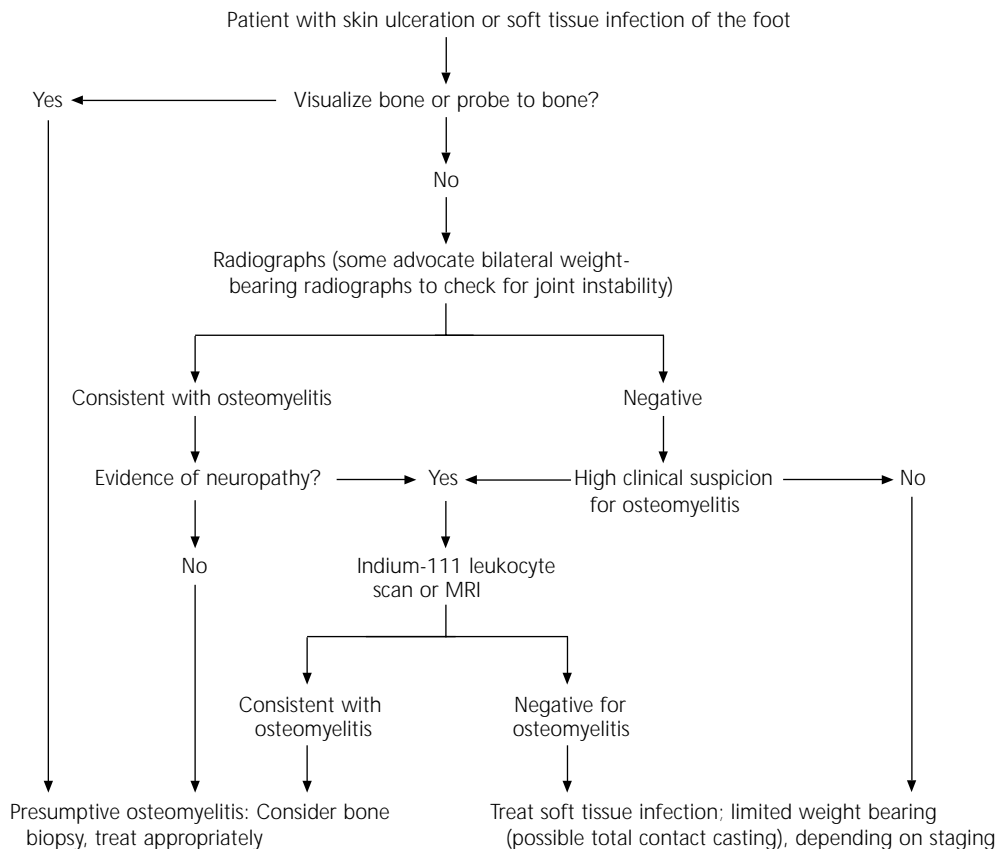 Patient with skin ulceration or soft tissue infection of the foot
Yes
Visualize bone or probe to bone?
No
Radiographs (some advocate bilateral weight-
bearing radiographs to check for joint instability)
Consistent with osteomyelitis
Negative
Evidence of neuropathy?
Yes
High clinical suspicion
for osteomyelitis
No
No
Indium-111 leukocyte
scan or MRI
Consistent with
osteomyelitis
Negative for
osteomyelitis
Presumptive osteomyelitis: Consider bone
biopsy, treat appropriately
Treat soft tissue infection; limited weight bearing
(possible total contact casting), depending on staging